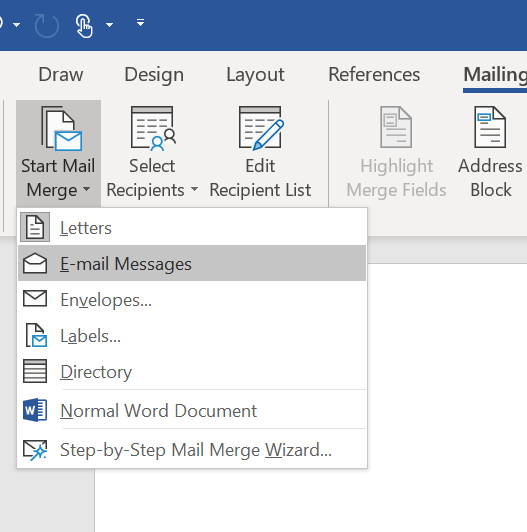 Draw Design Layout References Mailing
Start Mail Merge
Select Recipients
Edit Recipient List
Highlight Merge Fields
Address Block
Letters
E-mail Messages
Envelopes...
Labels...
Directory
Normal Word Document
Step-by-Step Mail Merge Wizard...